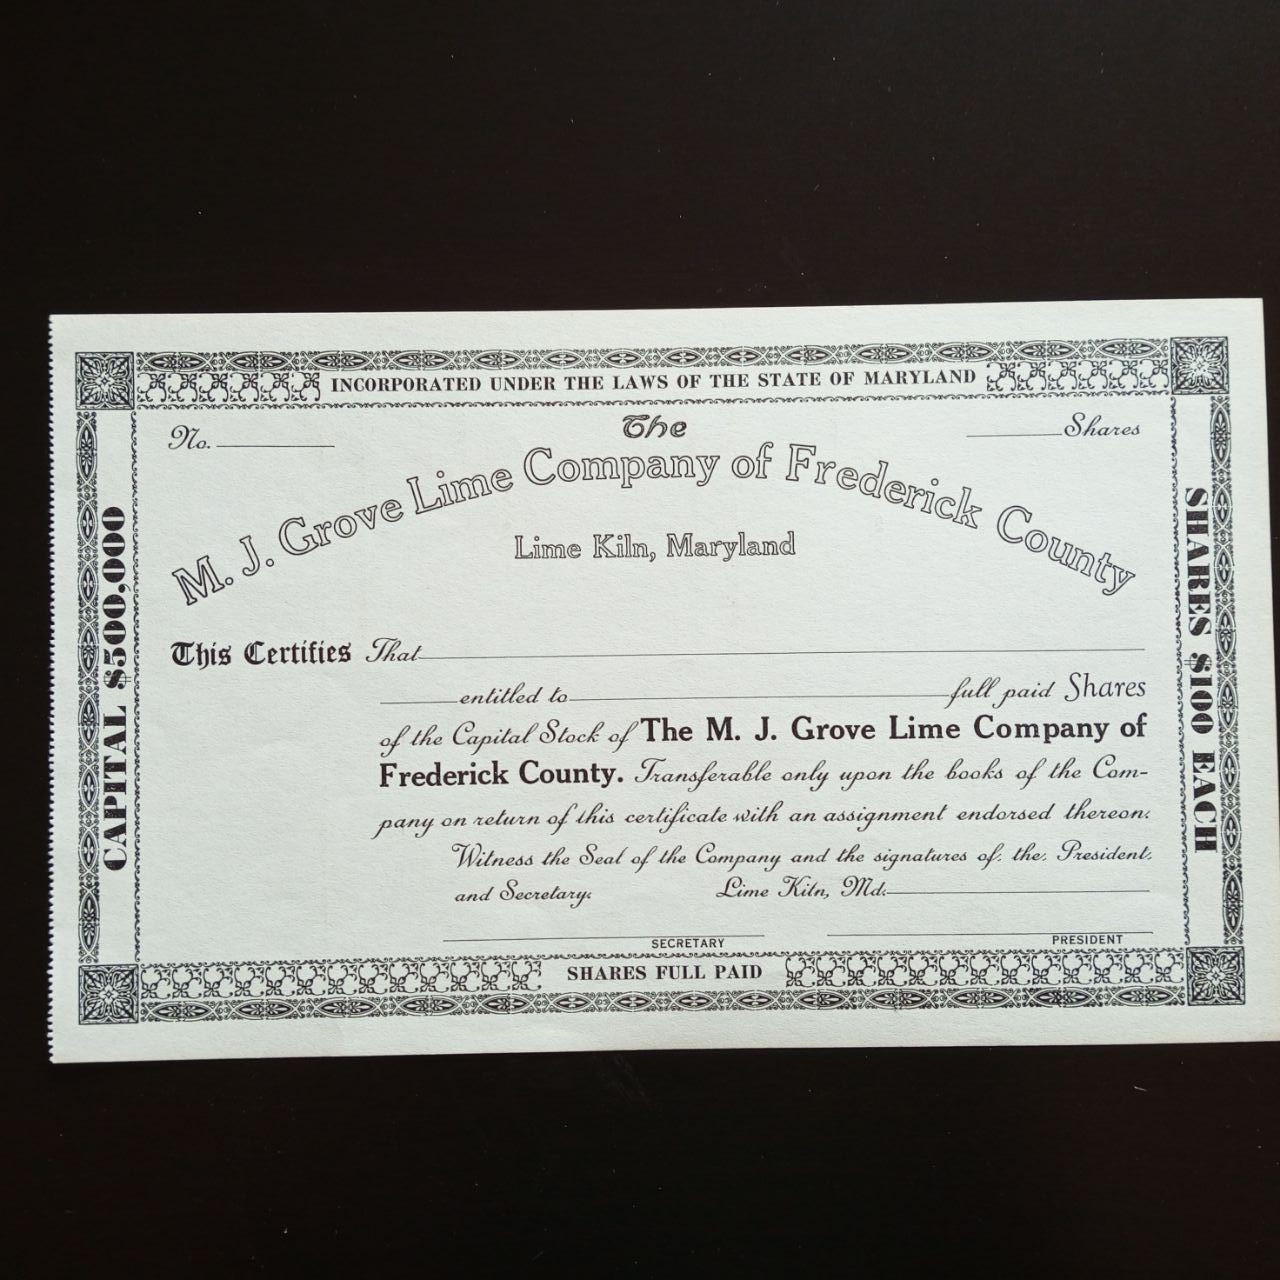 INCORPORATED UNDER THE LAWS OF THE STATE OF MARYLAND
No.
The
Shares
M. J. Grove Lime Company of Frederick County
Lime Kiln, Maryland
CAPITAL $500,000
SHARES $100 EACH
This Certifies That
entitled to full paid Shares
of the Capital Stock of The M. J. Grove Lime Company of
Frederick County. Transferable only upon the books of the Com-
pany on return of this certificate with an assignment endorsed thereon.
Witness the Seal of the Company and the signatures of the President
and Secretary. Lime Kiln, Md.
SECRETARY
PRESIDENT
SHARES FULL PAID